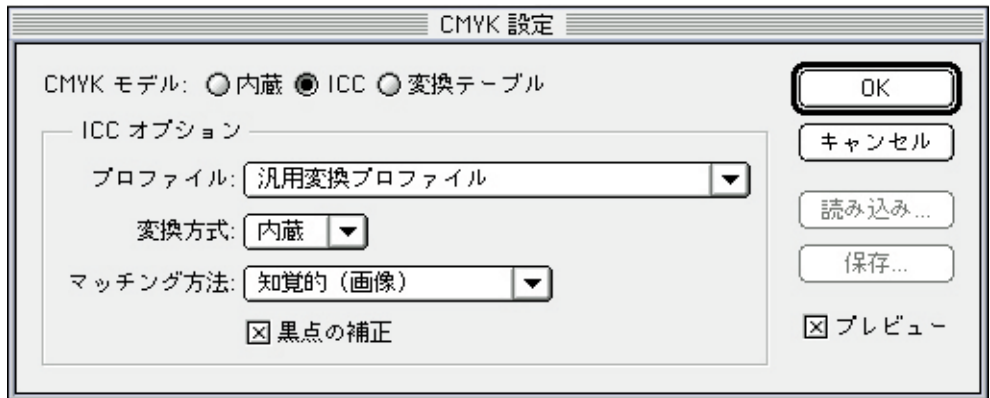 CMYK 設定
CMYK モデル: 内蔵 ICC 変換テーブル
ICC オプション
プロファイル: 汎用変換プロファイル
変換方式: 内蔵
マッチング方法: 知覚的（画像）
黒点の補正
OK
キャンセル
読み込み...
保存...
プレビュー